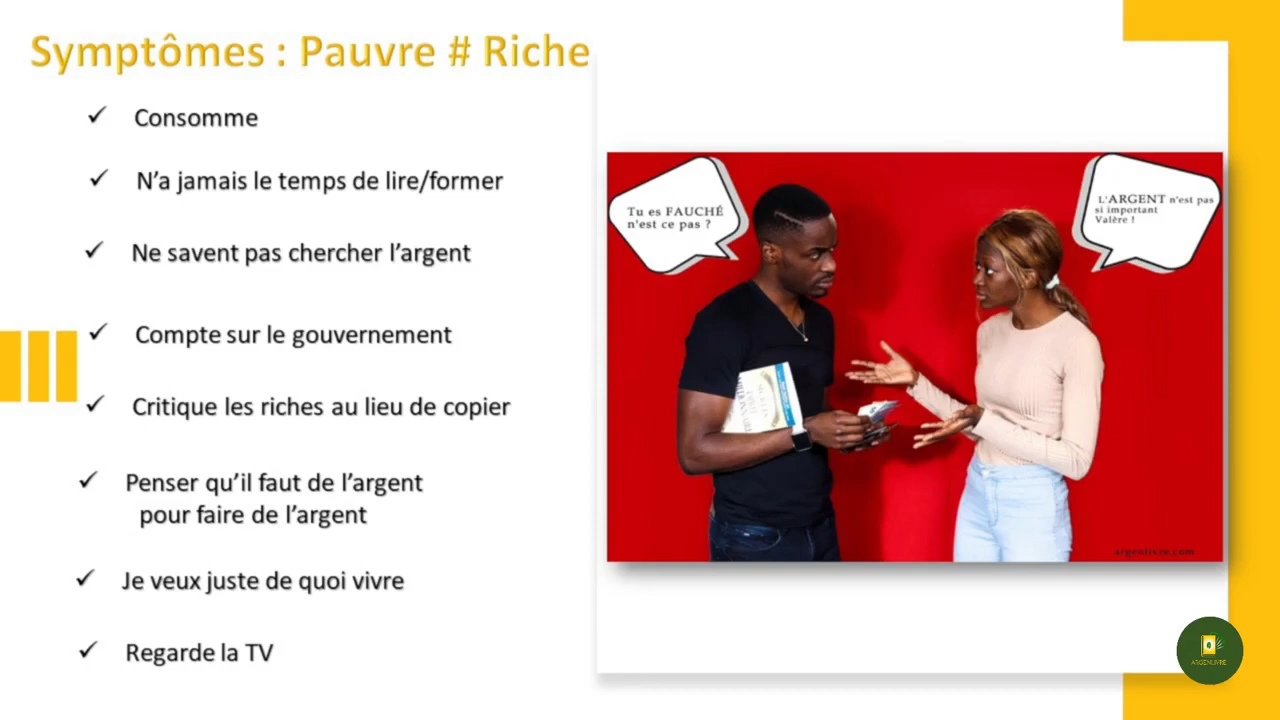 Symptômes : Pauvre # Riche
Consomme
N’a jamais le temps de lire/former
Ne savent pas chercher l’argent
Compte sur le gouvernement
Critique les riches au lieu de copier
Penser qu’il faut de l’argent
pour faire de l’argent
Je veux juste de quoi vivre
Regarde la TV
Tu es FAUCHÉ
n'est ce pas ?
L'ARGENT n'est pas
si important
Valère !
argenlivre.com
ARGENLIVRE